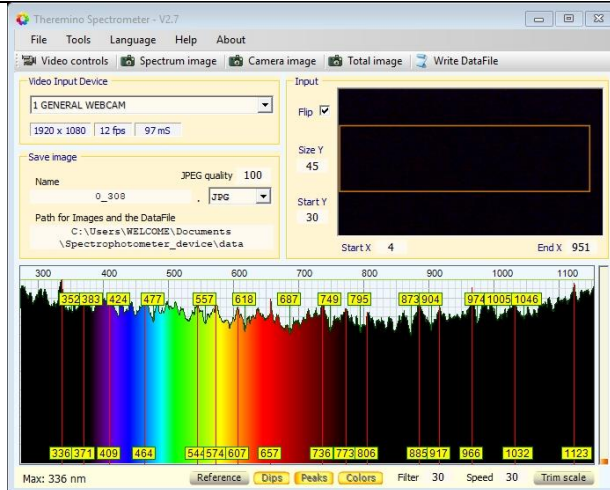 Theremino Spectrometer - V2.7
File Tools Language Help About
Video controls Spectrum image Camera image Total image Write DataFile
Video Input Device
1 GENERAL WEBCAM
1920 x 1080 12 fps 97 mS
Save image
Name JPEG quality 100
0_308 . JPG
Path for Images and the DataFile
C:\Users\WELCOME\Documents
\Spectrophotometer_device\data
Input
Flip
Size Y
45
Start Y
30
Start X 4 End X 951
300 400 500 600 700 800 900 1000 1100
352 383 424 477 557 618 687 749 795 873 904 974 1005 1046
336 371 409 464 544 574 607 657 736 773 806 885 917 966 1032 1123
Max: 336 nm Reference Dips Peaks Colors Filter 30 Speed 30 Trim scale